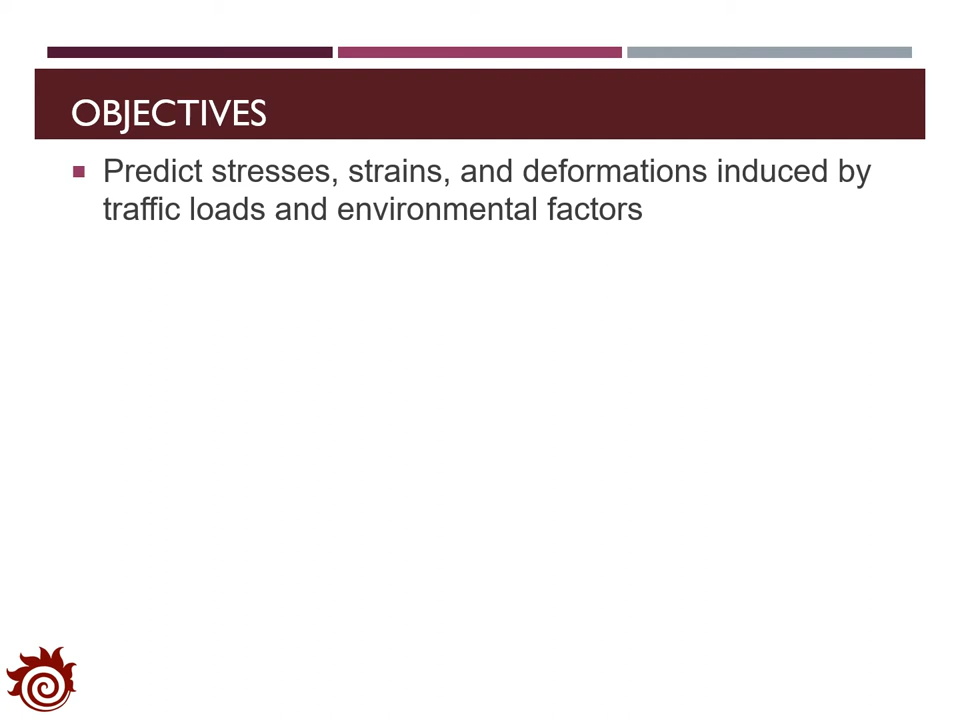 OBJECTIVES
Predict stresses, strains, and deformations induced by
traffic loads and environmental factors